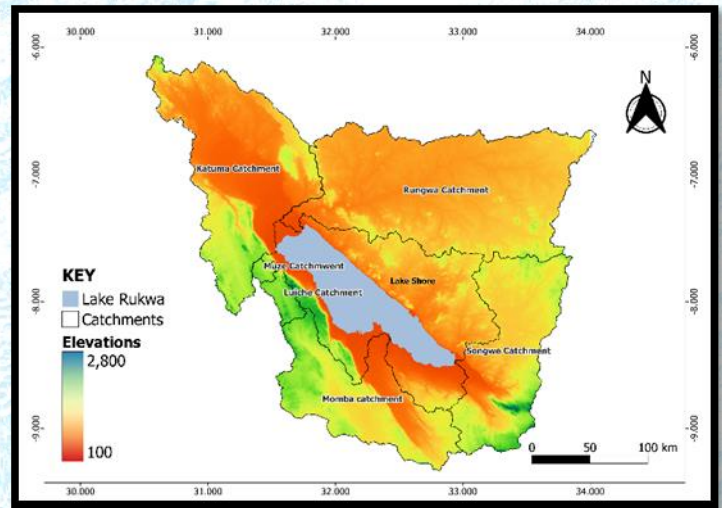 30.000 31.000 32.000 33.000 34.000
-6.000 -6.000
N
Katuma Catchment
Rungwa Catchment
-7.000 -7.000
KEY
Lake Rukwa
Catchments
Elevations
2,800
100
Muze Catchmwent
Lake Shore
Luiche Catchment
-8.000 -8.000
Songwe Catchment
Momba catchment
-9.000 -9.000
0 50 100 km
30.000 31.000 32.000 33.000 34.000